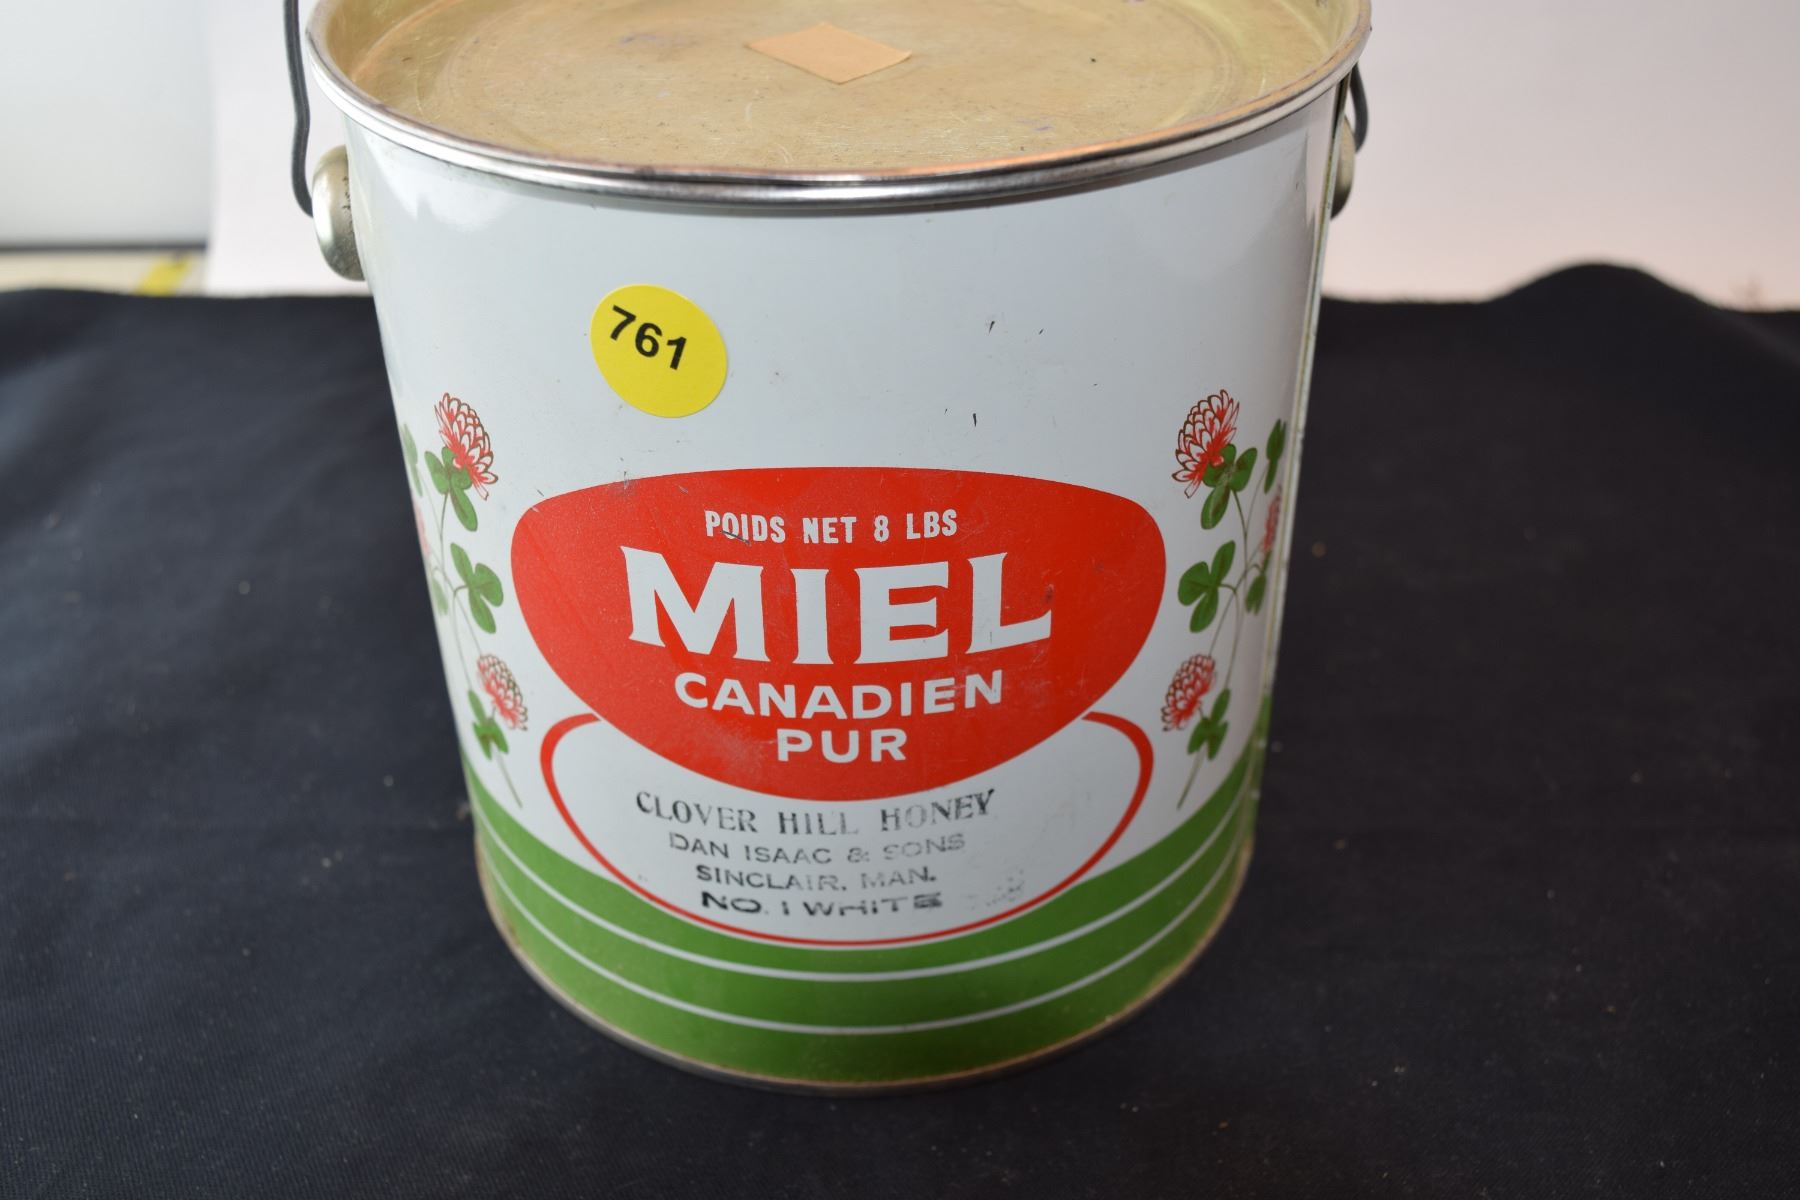 761
POIDS NET 8 LBS
MIEL
CANADIEN
PUR
CLOVER HILL HONEY
DAN ISAAC & SONS
SINCLAIR, MAN.
NO. 1 WHITE